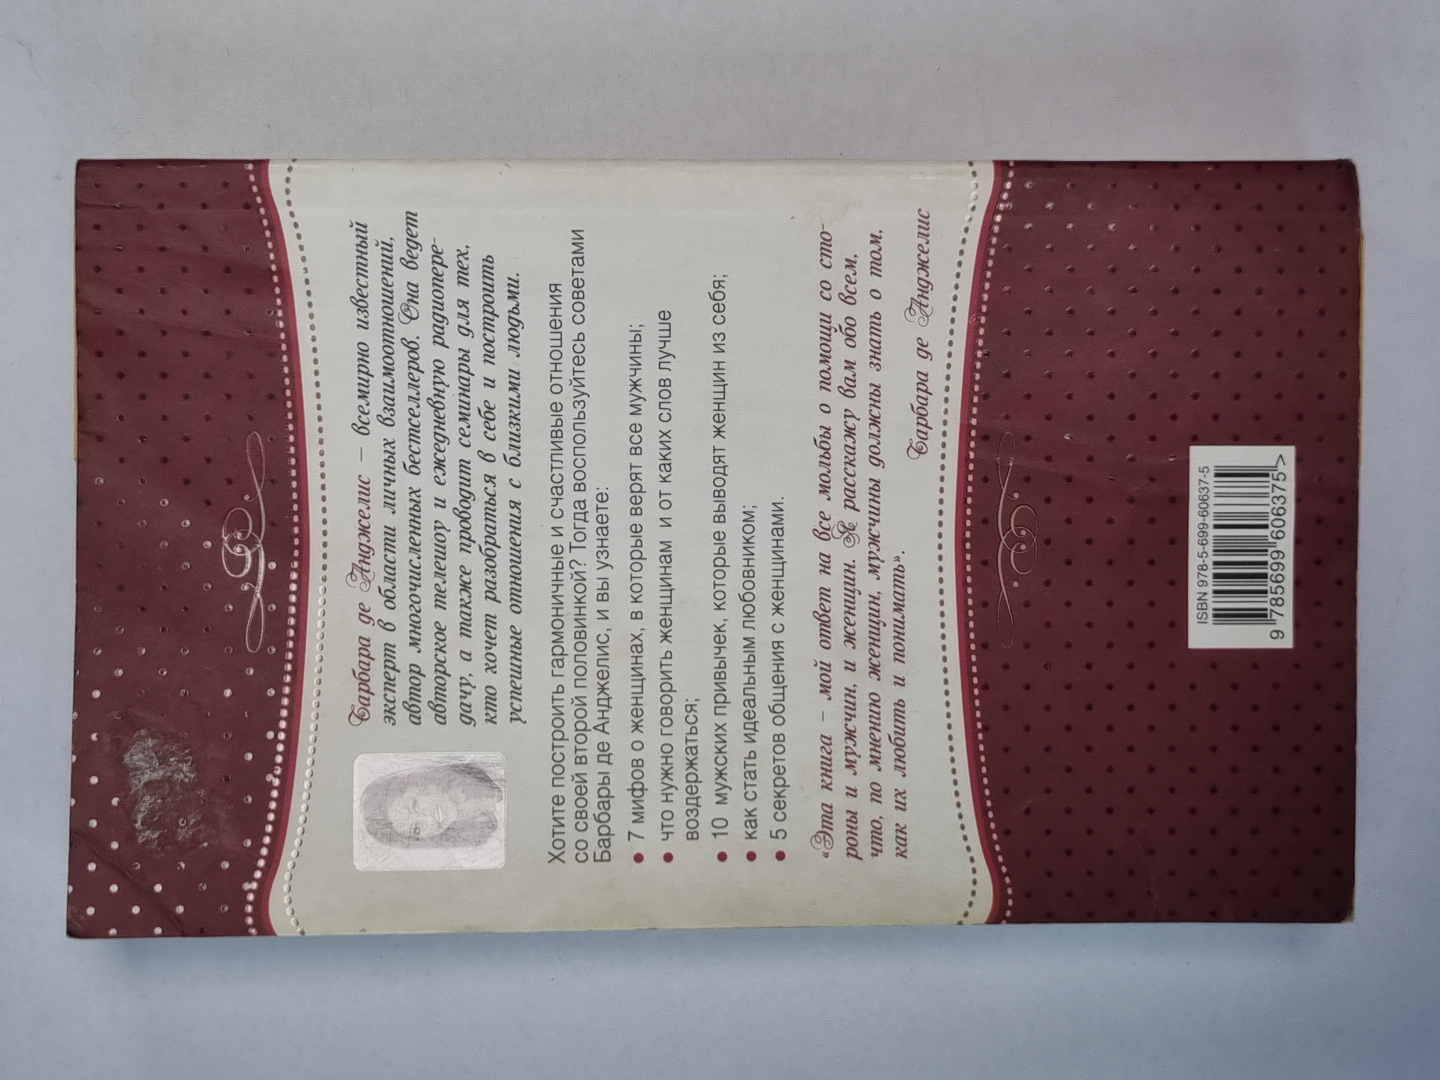 Барбара де Анджелис – всемирно известный
эксперт в области личных взаимоотношений,
автор многочисленных бестселлеров. Она ведет
авторское телешоу и ежедневную радиопере-
дачу, а также проводит семинары для тех,
кто хочет разобраться в себе и построить
успешные отношения с близкими людьми.
Хотите построить гармоничные и счастливые отношения
со своей второй половинкой? Тогда воспользуйтесь советами
Барбары де Анджелис, и вы узнаете:
● 7 мифов о женщинах, в которые верят все мужчины;
● что нужно говорить женщинам и от каких слов лучше
воздержаться;
● 10 мужских привычек, которые выводят женщин из себя;
● как стать идеальным любовником;
● 5 секретов общения с женщинами.
«Эта книга – мой ответ на все мольбы о помощи со сто-
роны и мужчин, и женщин. Я расскажу вам обо всем,
что, по мнению женщин, мужчины должны знать о том,
как их любить и понимать».
Барбара де Анджелис
ISBN 978-5-699-60637-5
9 785699 606375 >